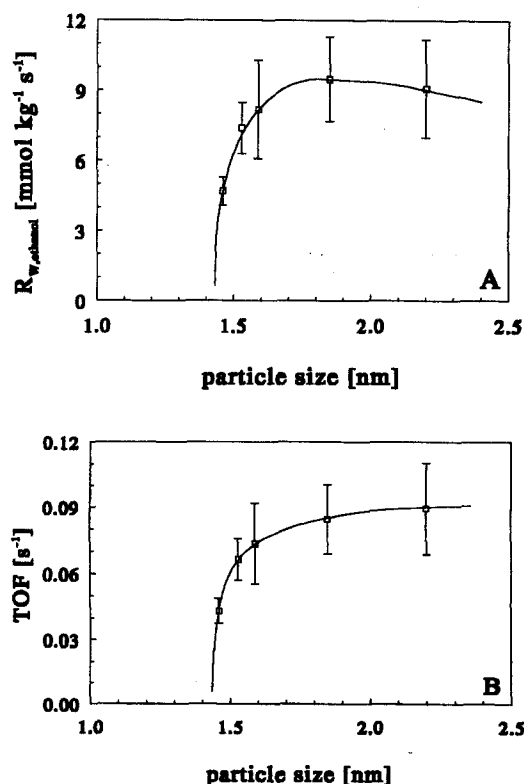 12
9
6
3
0
R_w,ethanol [mmol kg⁻¹ s⁻¹]
A
1.0 1.5 2.0 2.5
particle size [nm]
0.12
0.09
0.06
0.03
0.00
TOF [s⁻¹]
B
1.0 1.5 2.0 2.5
particle size [nm]